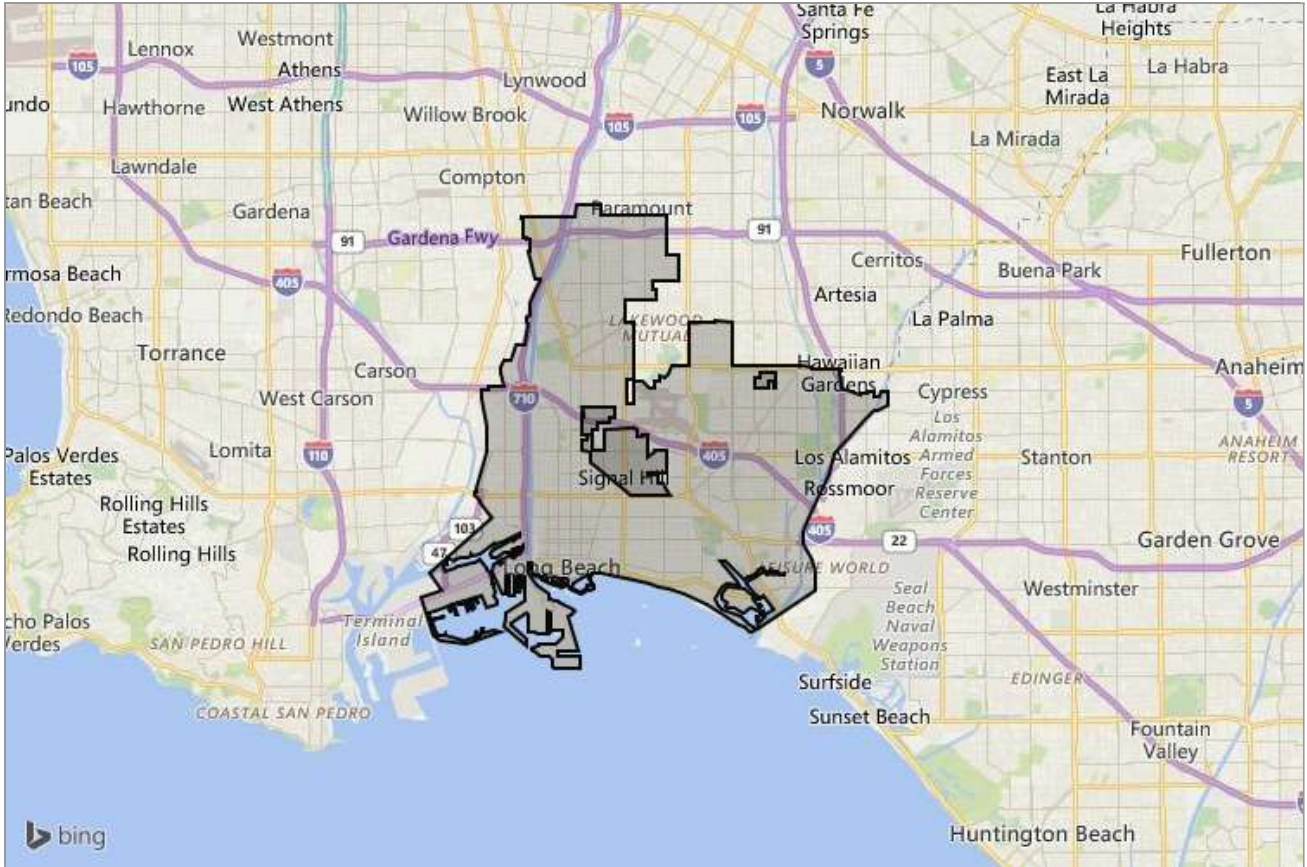 Santa Fe
Springs
La Habra
Heights
Lennox
Westmont
105
Athens
Lynwood
5
East La
Mirada
La Habra
undo
Hawthorne
West Athens
Willow Brook
105
105
Norwalk
La Mirada
Lawndale
Compton
tan Beach
Gardena
Paramount
91
Gardena Fwy
91
Fullerton
rmosa Beach
405
Cerritos
Buena Park
Artesia
Redondo Beach
LAKEWOOD
MUTUAL
La Palma
Torrance
Carson
Hawaiian
Gardens
Anaheim
West Carson
710
Cypress
5
Los
Alamitos
Armed
Forces
Reserve
Center
Palos Verdes
Estates
Lomita
110
405
Los Alamitos
Stanton
ANAHEIM
RESORT
Signal Hill
Rossmoor
Rolling Hills
Estates
103
405
22
Garden Grove
Rolling Hills
47
Long Beach
LEISURE WORLD
Westminster
Seal
Beach
Naval
Weapons
Station
cho Palos
Verdes
SAN PEDRO HILL
Terminal
Island
EDINGER
Surfside
COASTAL SAN PEDRO
Sunset Beach
Fountain
Valley
bing
Huntington Beach